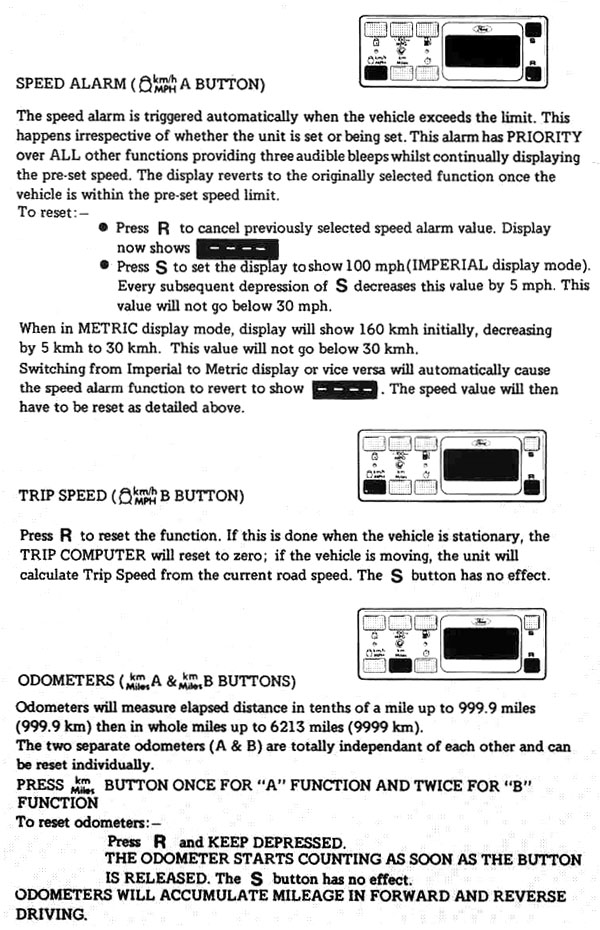 Ford
S
km/h
MPH
km
Miles
R
SPEED ALARM ( km/h MPH A BUTTON)
The speed alarm is triggered automatically when the vehicle exceeds the limit. This
happens irrespective of whether the unit is set or being set. This alarm has PRIORITY
over ALL other functions providing three audible bleeps whilst continually displaying
the pre-set speed. The display reverts to the originally selected function once the
vehicle is within the pre-set speed limit.
To reset:—
● Press R to cancel previously selected speed alarm value. Display
now shows - - - -
● Press S to set the display to show 100 mph (IMPERIAL display mode).
Every subsequent depression of S decreases this value by 5 mph. This
value will not go below 30 mph.
When in METRIC display mode, display will show 160 kmh initially, decreasing
by 5 kmh to 30 kmh. This value will not go below 30 kmh.
Switching from Imperial to Metric display or vice versa will automatically cause
the speed alarm function to revert to show - - - - . The speed value will then
have to be reset as detailed above.
Ford
S
km/h
MPH
km
Miles
R
TRIP SPEED ( km/h MPH B BUTTON)
Press R to reset the function. If this is done when the vehicle is stationary, the
TRIP COMPUTER will reset to zero; if the vehicle is moving, the unit will
calculate Trip Speed from the current road speed. The S button has no effect.
Ford
S
km/h
MPH
km
Miles
R
ODOMETERS ( km Miles A & km Miles B BUTTONS)
Odometers will measure elapsed distance in tenths of a mile up to 999.9 miles
(999.9 km) then in whole miles up to 6213 miles (9999 km).
The two separate odometers (A & B) are totally independant of each other and can
be reset individually.
PRESS km Miles BUTTON ONCE FOR "A" FUNCTION AND TWICE FOR "B"
FUNCTION
To reset odometers:—
Press R and KEEP DEPRESSED.
THE ODOMETER STARTS COUNTING AS SOON AS THE BUTTON
IS RELEASED. The S button has no effect.
ODOMETERS WILL ACCUMULATE MILEAGE IN FORWARD AND REVERSE
DRIVING.